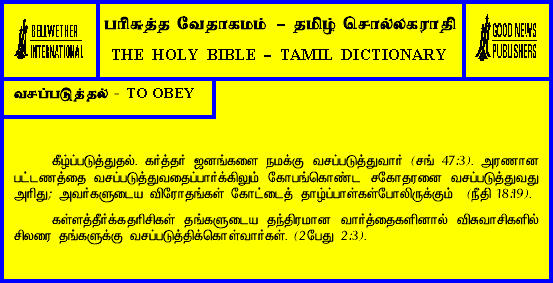 BELLWETHER
INTERNATIONAL
பரிசுத்த வேதாகமம் – தமிழ் சொல்லகராதி
THE HOLY BIBLE – TAMIL DICTIONARY
GOOD NEWS
PUBLISHERS
வசப்படுத்தல் - TO OBEY
கீழ்ப்படுத்துதல். கர்த்தர் ஜனங்களை நமக்கு வசப்படுத்துவார் (சங் 47:3). அரணான
பட்டணத்தை வசப்படுத்துவதைப்பார்க்கிலும் கோபங்கொண்ட சகோதரனை வசப்படுத்துவது
அரிது; அவர்களுடைய விரோதங்கள் கோட்டைத் தாழ்ப்பாள்கள்போலிருக்கும் (நீதி 18:19).
கள்ளத்தீர்க்கதரிசிகள் தங்களுடைய தந்திரமான வார்த்தைகளினால் விசுவாசிகளில்
சிலரை தங்களுக்கு வசப்படுத்திக்கொள்வார்கள். (2பேது 2:3).